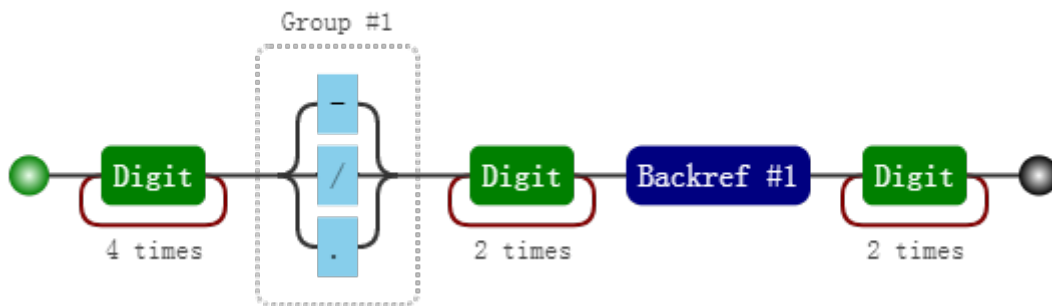 Group #1
-
/
.
Digit
Digit
Backref #1
Digit
4 times
2 times
2 times